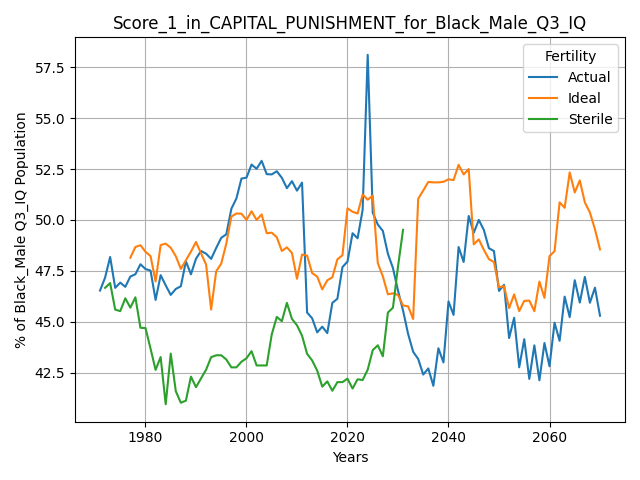 Score_1_in_CAPITAL_PUNISHMENT_for_Black_Male_Q3_IQ
Fertility
Actual
Ideal
Sterile
% of Black_Male Q3_IQ Population
57.5
55.0
52.5
50.0
47.5
45.0
42.5
1980
2000
2020
2040
2060
Years